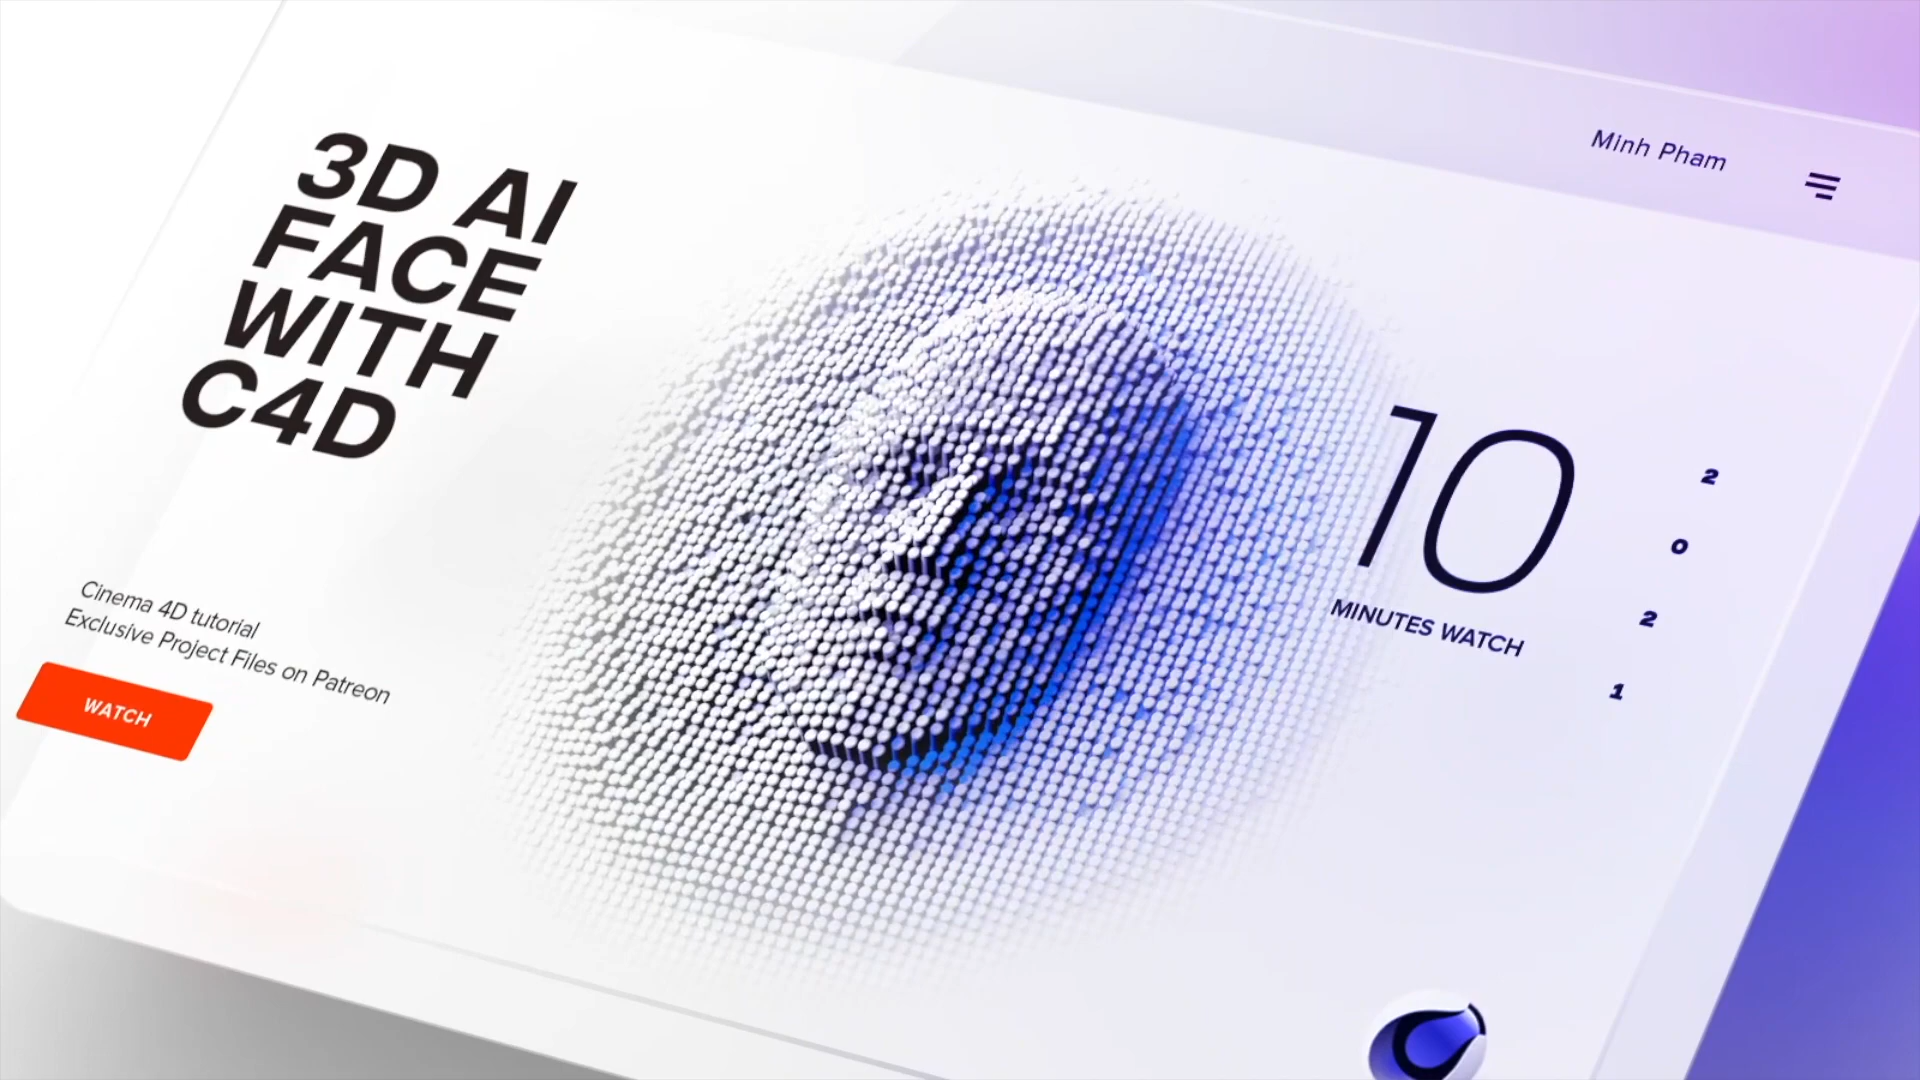 3D AI
FACE
WITH
C4D
Cinema 4D tutorial
Exclusive Project Files on Patreon
WATCH
Minh Pham
10
MINUTES WATCH
2
0
2
1